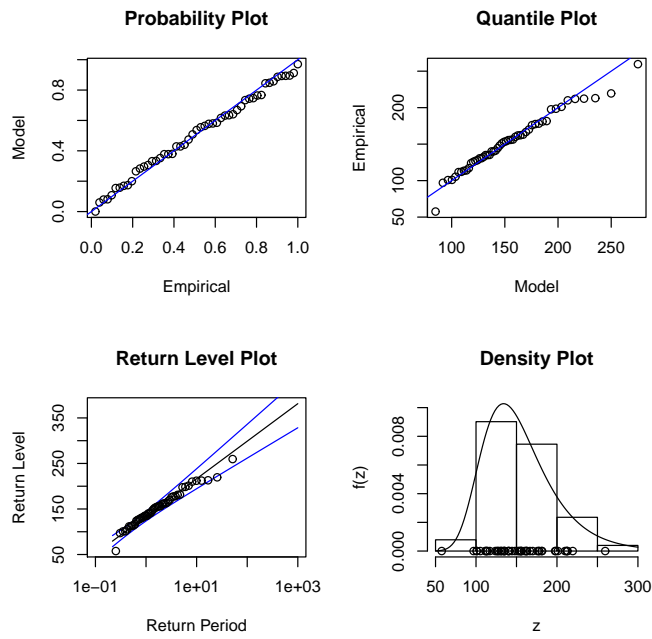 Probability Plot
Model
0.0 0.4 0.8
0.0 0.2 0.4 0.6 0.8 1.0
Empirical
Quantile Plot
Empirical
50 100 200
100 150 200 250
Model
Return Level Plot
Return Level
50 150 250 350
1e−01 1e+01 1e+03
Return Period
Density Plot
f(z)
0.000 0.004 0.008
50 100 200 300
z